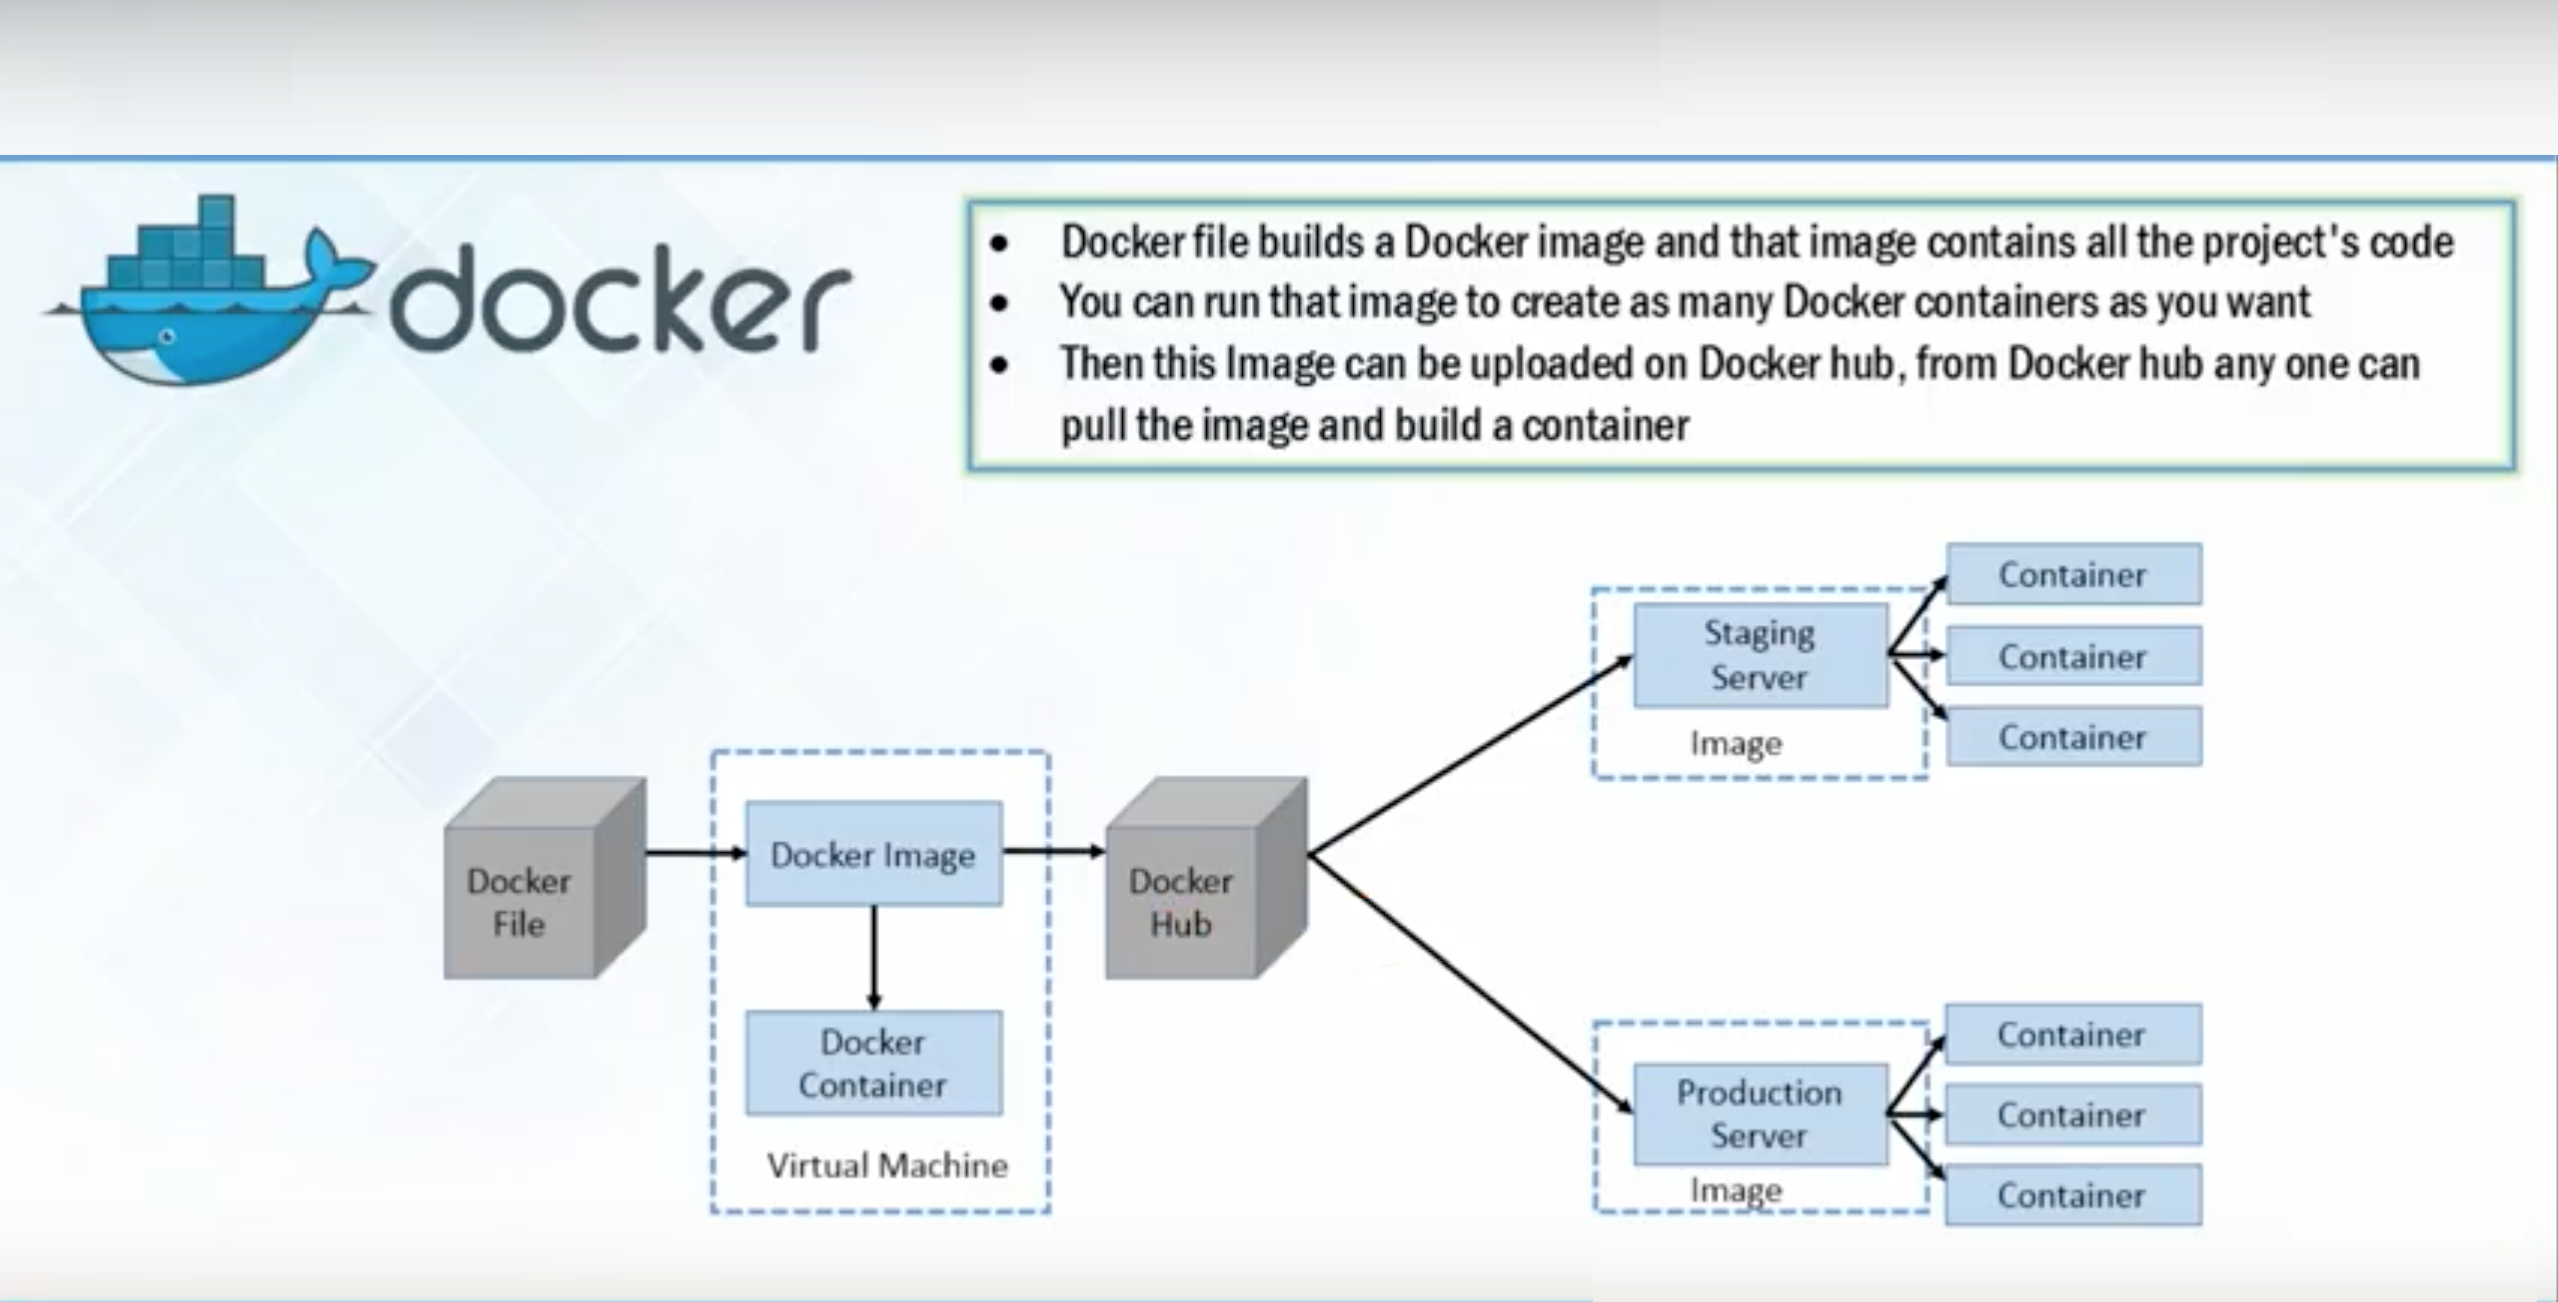 docker
• Docker file builds a Docker image and that image contains all the project's code
• You can run that image to create as many Docker containers as you want
• Then this Image can be uploaded on Docker hub, from Docker hub any one can
pull the image and build a container
Docker
File
Docker Image
Docker
Container
Virtual Machine
Docker
Hub
Staging
Server
Image
Container
Container
Container
Production
Server
Image
Container
Container
Container